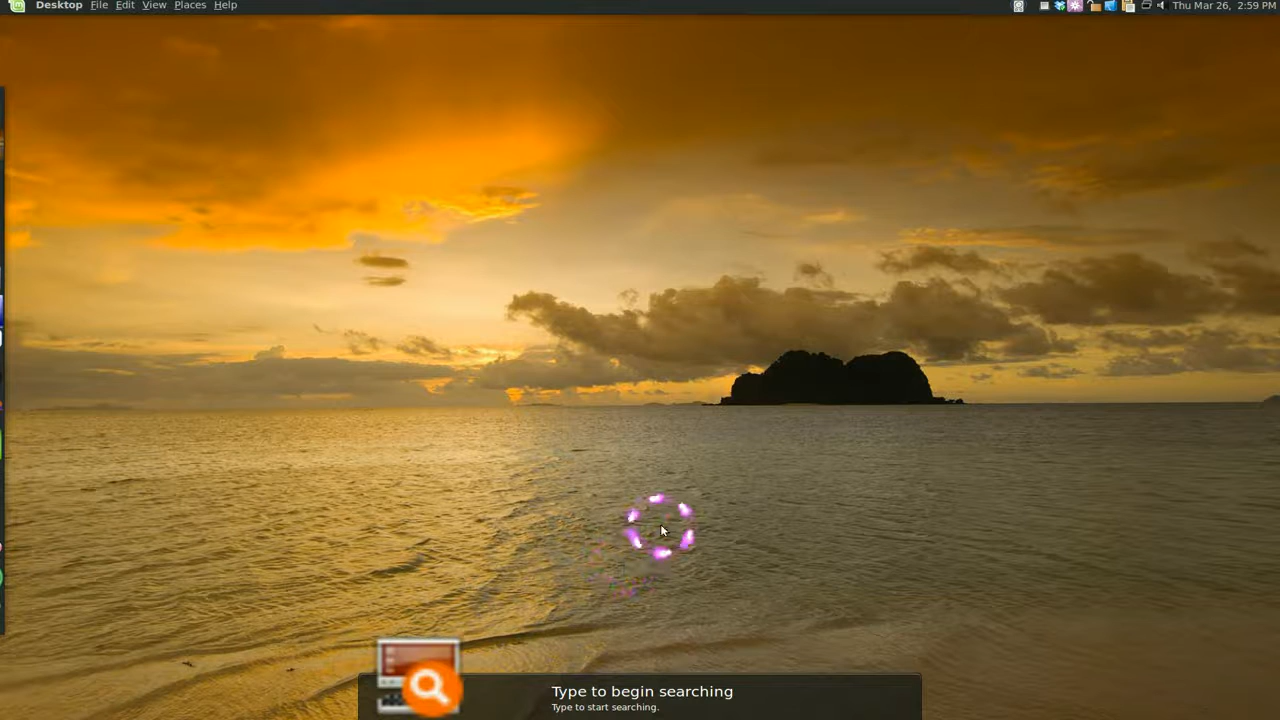 Desktop File Edit View Places Help Thu Mar 26, 2:59 PM
Type to begin searching
Type to start searching.